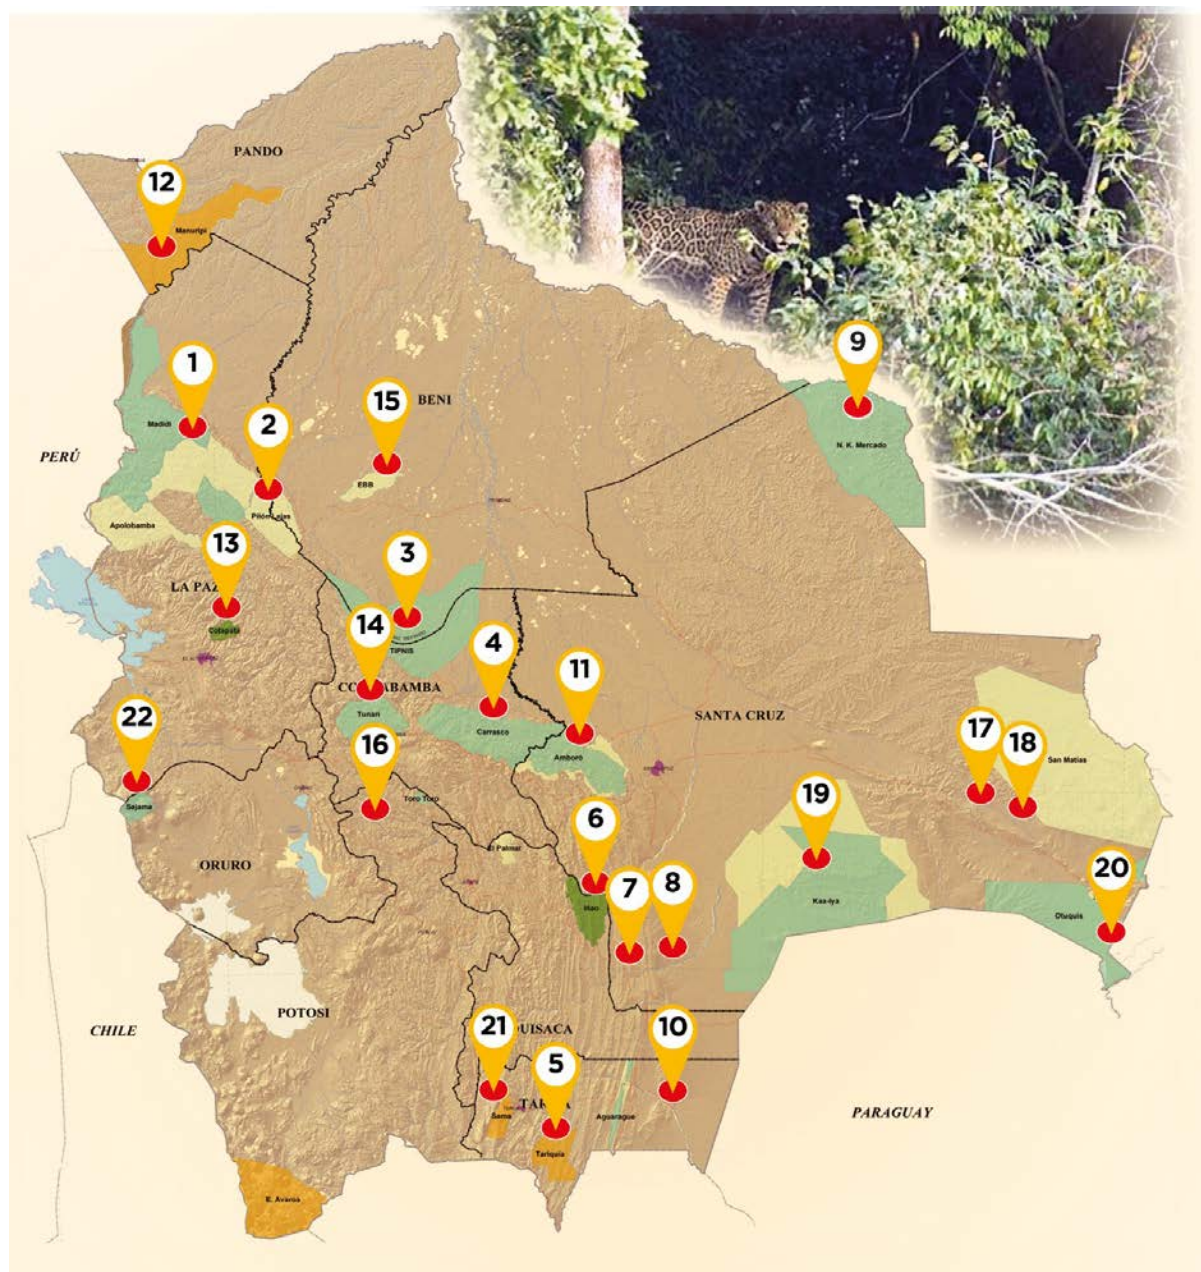 PANDO
12
Manuripi
1
9
15
BENI
2
Madidi
PERÚ
N. K. Mercado
EBB
Pilón Lajas
Apolobamba
13
3
LA PAZ
14
Cotapata
TIPNIS
4
11
COCHABAMBA
22
Tunari
SANTA CRUZ
16
Carrasco
17
18
Amboró
San Matías
19
Sajama
Toro Toro
6
El Palmar
ORURO
20
7
8
Iñao
Kaa-Iya
Otuquis
POTOSI
CHILE
21
10
QUISACA
5
TARIJA
Sama
Aguarague
PARAGUAY
Tariquía
E. Avaroa